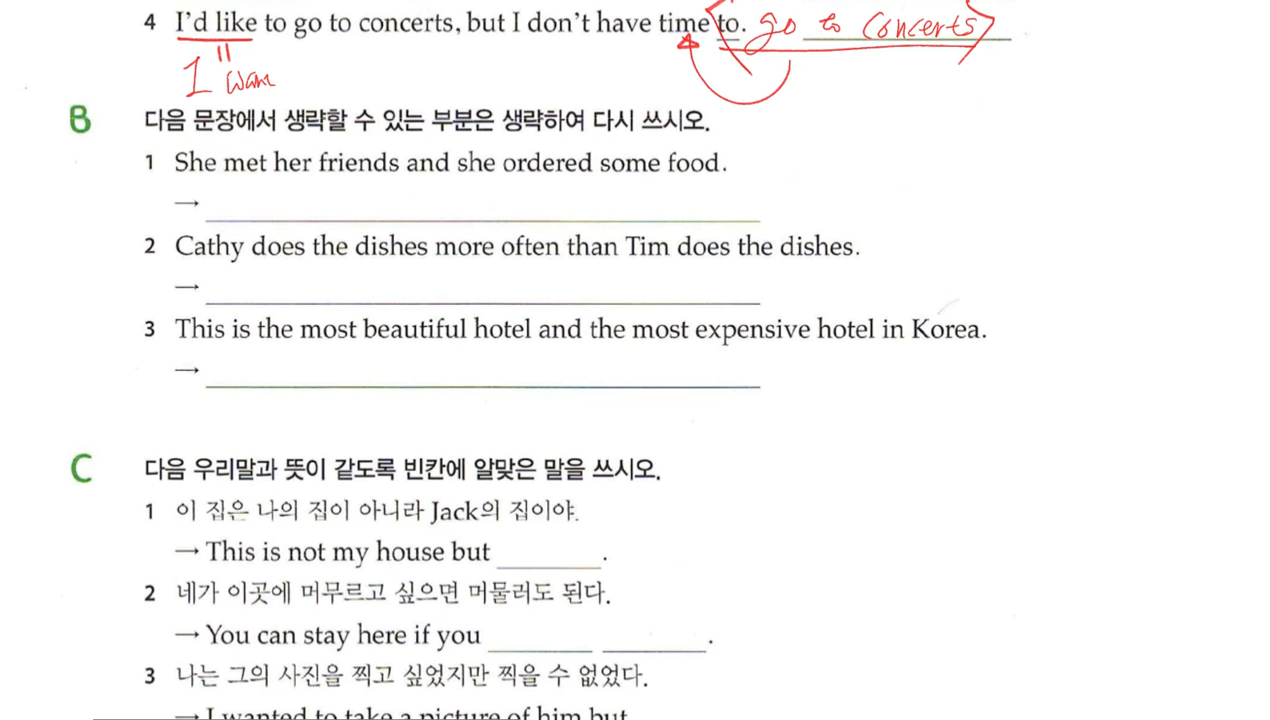 4 I'd like to go to concerts, but I don't have time to. go to concerts
I wan
B 다음 문장에서 생략할 수 있는 부분은 생략하여 다시 쓰시오.
1 She met her friends and she ordered some food.
→
2 Cathy does the dishes more often than Tim does the dishes.
→
3 This is the most beautiful hotel and the most expensive hotel in Korea.
→
C 다음 우리말과 뜻이 같도록 빈칸에 알맞은 말을 쓰시오.
1 이 집은 나의 집이 아니라 Jack의 집이야.
→ This is not my house but ________.
2 네가 이곳에 머무르고 싶으면 머물러도 된다.
→ You can stay here if you ________ ________.
3 나는 그의 사진을 찍고 싶었지만 찍을 수 없었다.
→ I wanted to take a picture of him but